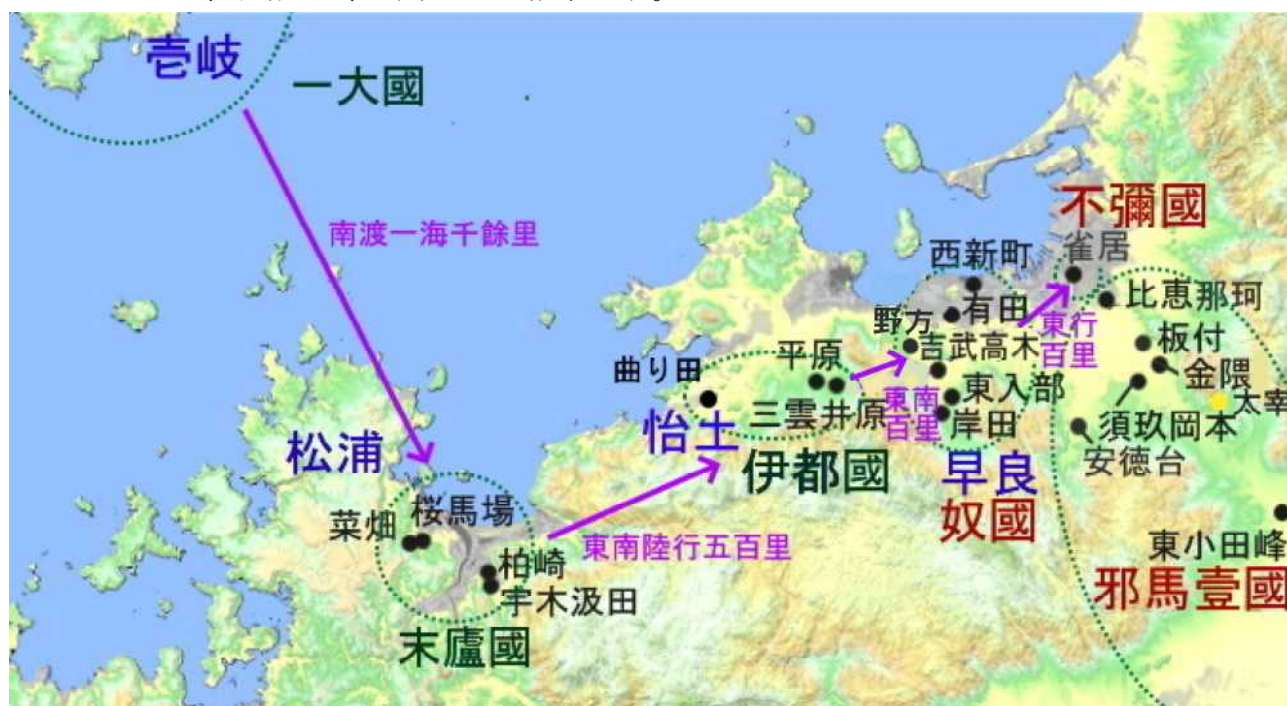 壱岐
一大國
南渡一海千餘里
松浦
菜畑
桜馬場
柏崎
宇木汲田
末廬國
東南陸行五百里
曲り田
平原
三雲井原
怡土
伊都國
東南
百里
野方
西新町
有田
吉武高木
東入部
岸田
早良
奴國
東行
百里
不彌國
雀居
比恵那珂
板付
金隈
太宰
須玖岡本
安徳台
東小田峰
邪馬壹國